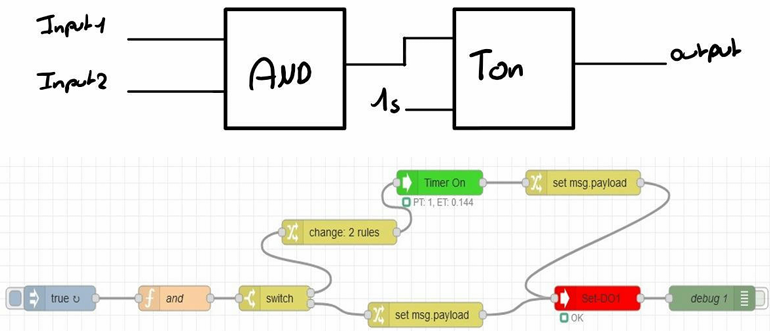 Input1
Input2
AND
1s
Ton
output
Timer On
set msg.payload
PT: 1, ET: 0.144
change: 2 rules
true ↻
and
switch
set msg.payload
Set-DO1
debug 1
OK